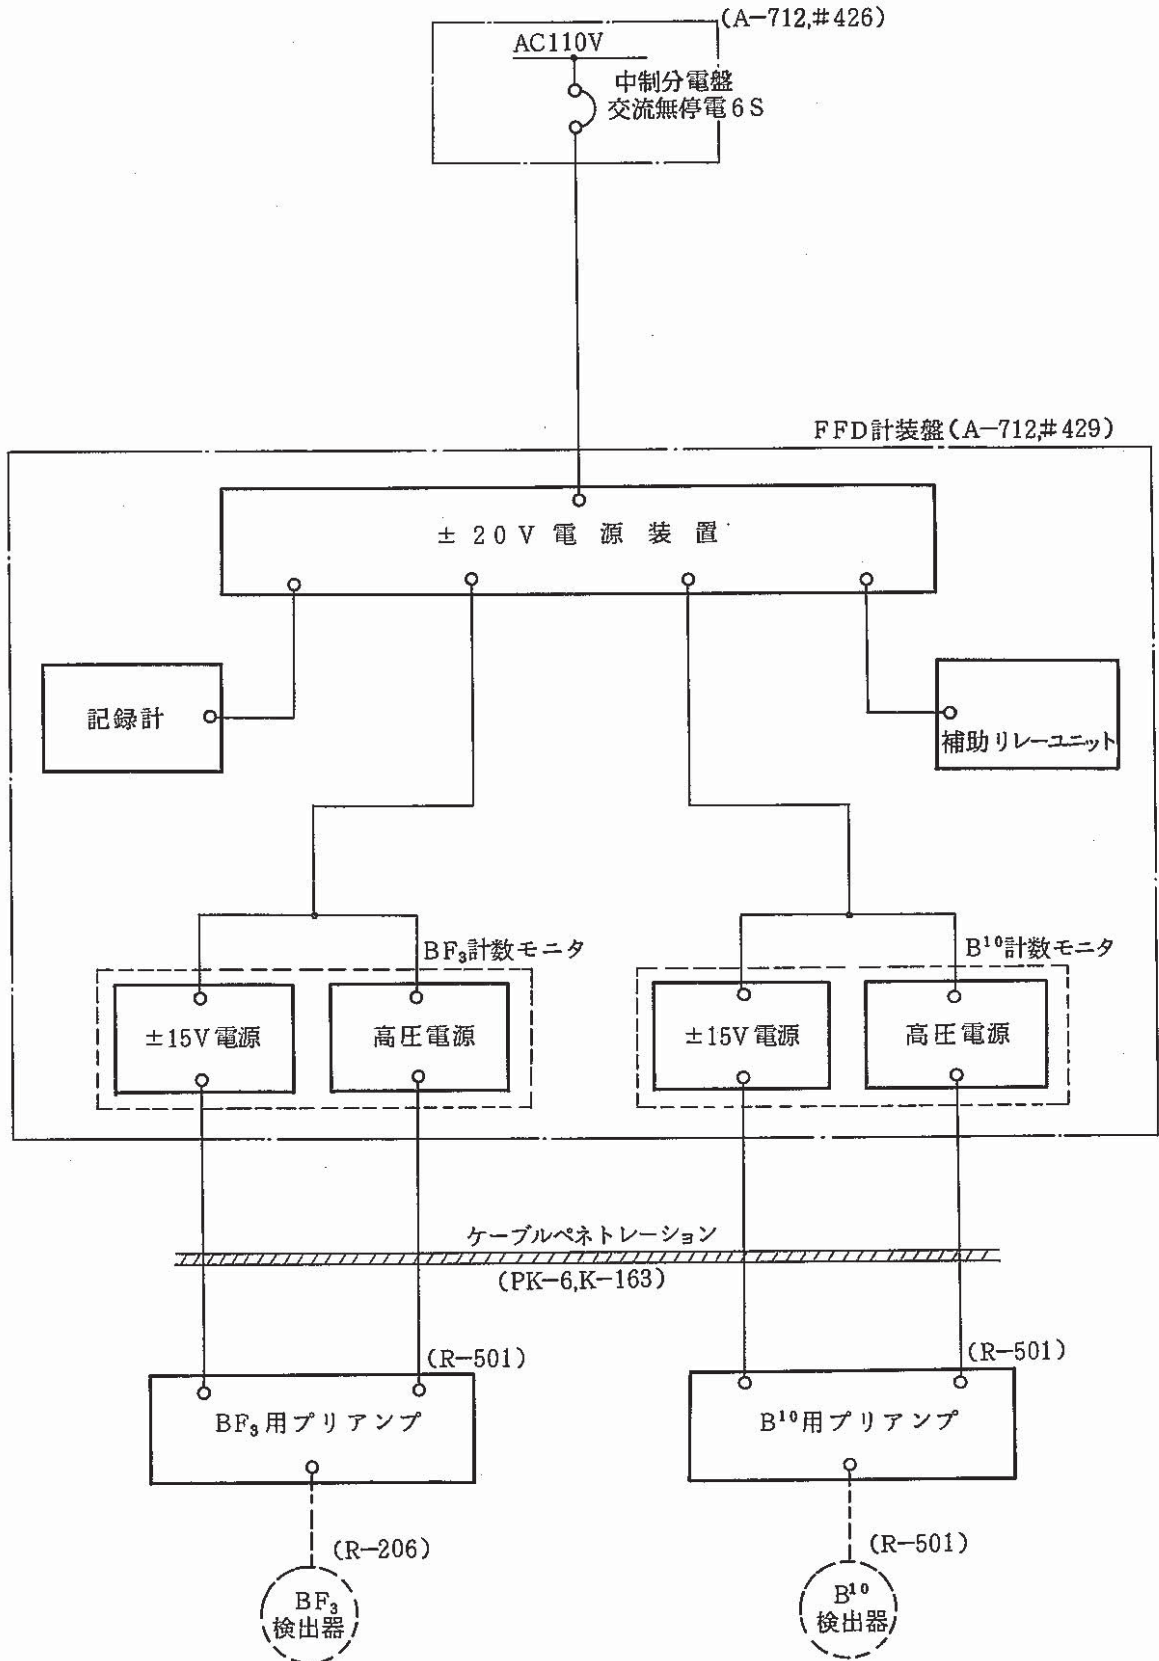 (A-712,#426)
AC110V
中制分電盤
交流無停電6S
FFD計装盤(A-712,#429)
±20V電源装置
記録計
補助リレーユニット
BF₃計数モニタ
B¹⁰計数モニタ
±15V電源
高圧電源
±15V電源
高圧電源
ケーブルペネトレーション
(PK-6,K-163)
(R-501)
(R-501)
BF₃用プリアンプ
B¹⁰用プリアンプ
(R-206)
(R-501)
BF₃
検出器
B¹⁰
検出器